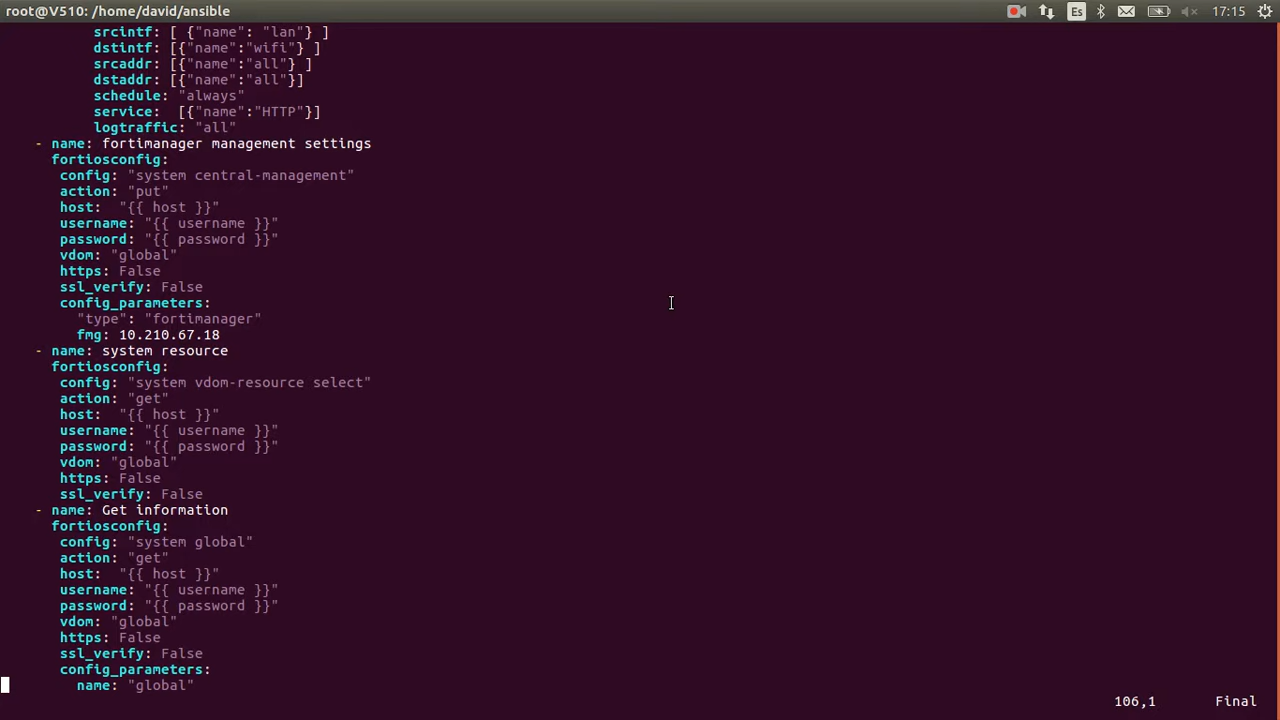 root@V510: /home/david/ansible
Es
17:15
srcintf: [ {"name": "lan"} ]
dstintf: [{"name":"wifi"} ]
srcaddr: [{"name":"all"} ]
dstaddr: [{"name":"all"}]
schedule: "always"
service:  [{"name":"HTTP"}]
logtraffic: "all"
- name: fortimanager management settings
fortiosconfig:
config: "system central-management"
action: "put"
host:  "{{ host }}"
username: "{{ username }}"
password: "{{ password }}"
vdom: "global"
https: False
ssl_verify: False
config_parameters:
"type": "fortimanager"
fmg: 10.210.67.18
- name: system resource
fortiosconfig:
config: "system vdom-resource select"
action: "get"
host:  "{{ host }}"
username: "{{ username }}"
password: "{{ password }}"
vdom: "global"
https: False
ssl_verify: False
- name: Get information
fortiosconfig:
config: "system global"
action: "get"
host:  "{{ host }}"
username: "{{ username }}"
password: "{{ password }}"
vdom: "global"
https: False
ssl_verify: False
config_parameters:
name: "global"
106,1 Final